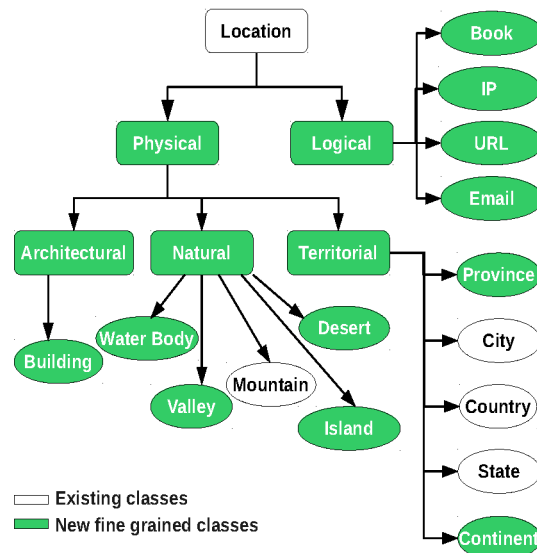 Location
Book
IP
URL
Email
Physical
Logical
Architectural
Natural
Territorial
Province
City
Country
State
Continent
Building
Water Body
Valley
Mountain
Desert
Island
Existing classes
New fine grained classes